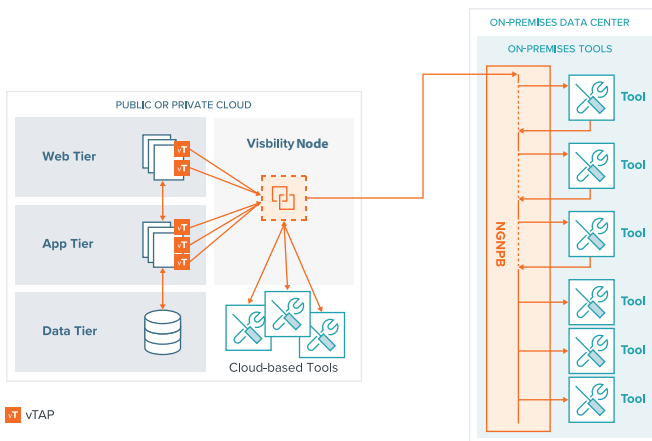 ON-PREMISES DATA CENTER
ON-PREMISES TOOLS
PUBLIC OR PRIVATE CLOUD
Web Tier
vT
vT
Visbility Node
App Tier
vT
vT
vT
Data Tier
Cloud-based Tools
NGNPB
Tool
Tool
Tool
Tool
Tool
Tool
vT vTAP